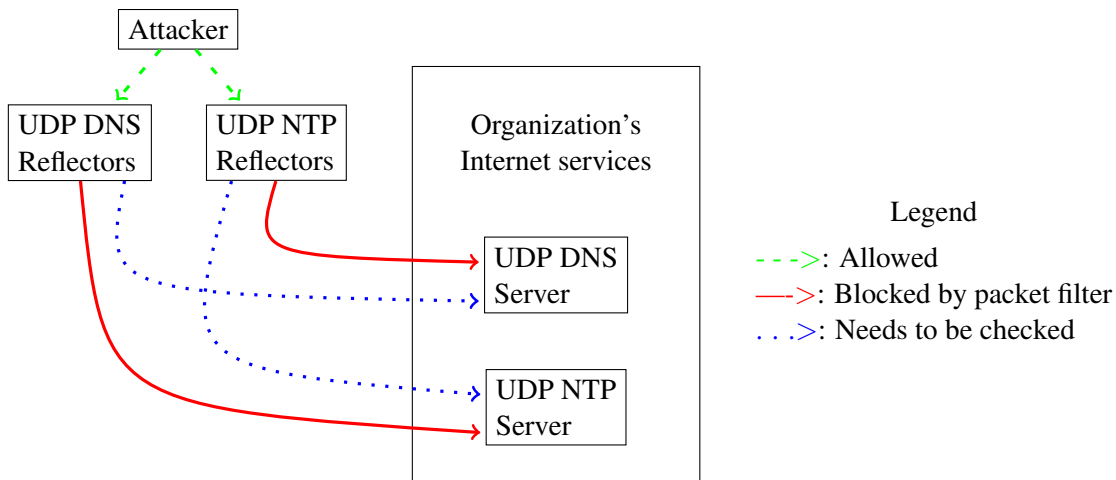 Attacker
UDP DNS
Reflectors
UDP NTP
Reflectors
Organization's
Internet services
UDP DNS
Server
UDP NTP
Server
Legend
--->: Allowed
—->: Blocked by packet filter
...>: Needs to be checked